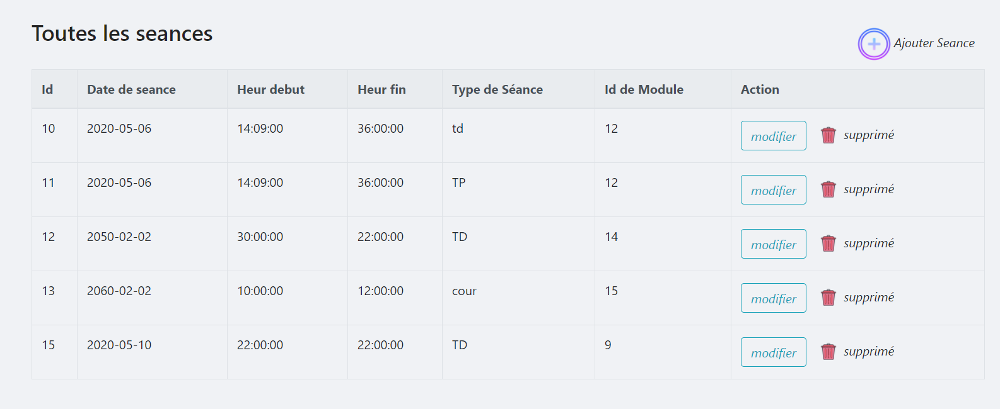 Toutes les seances
Ajouter Seance
Id Date de seance Heur debut Heur fin Type de Séance Id de Module Action
10 2020-05-06 14:09:00 36:00:00 td 12 modifier supprimé
11 2020-05-06 14:09:00 36:00:00 TP 12 modifier supprimé
12 2050-02-02 30:00:00 22:00:00 TD 14 modifier supprimé
13 2060-02-02 10:00:00 12:00:00 cour 15 modifier supprimé
15 2020-05-10 22:00:00 22:00:00 TD 9 modifier supprimé